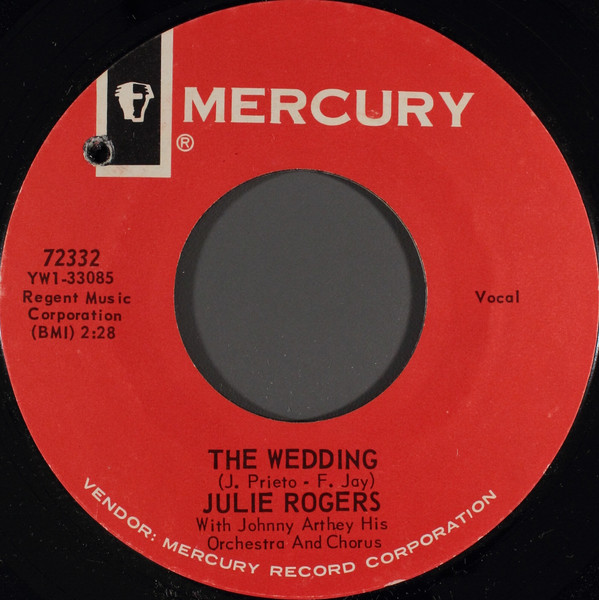 MERCURY
®
72332
YW1-33085
Regent Music
Corporation
(BMI) 2:28
Vocal
THE WEDDING
(J. Prieto - F. Jay)
JULIE ROGERS
With Johnny Arthey His
Orchestra And Chorus
VENDOR: MERCURY RECORD CORPORATION